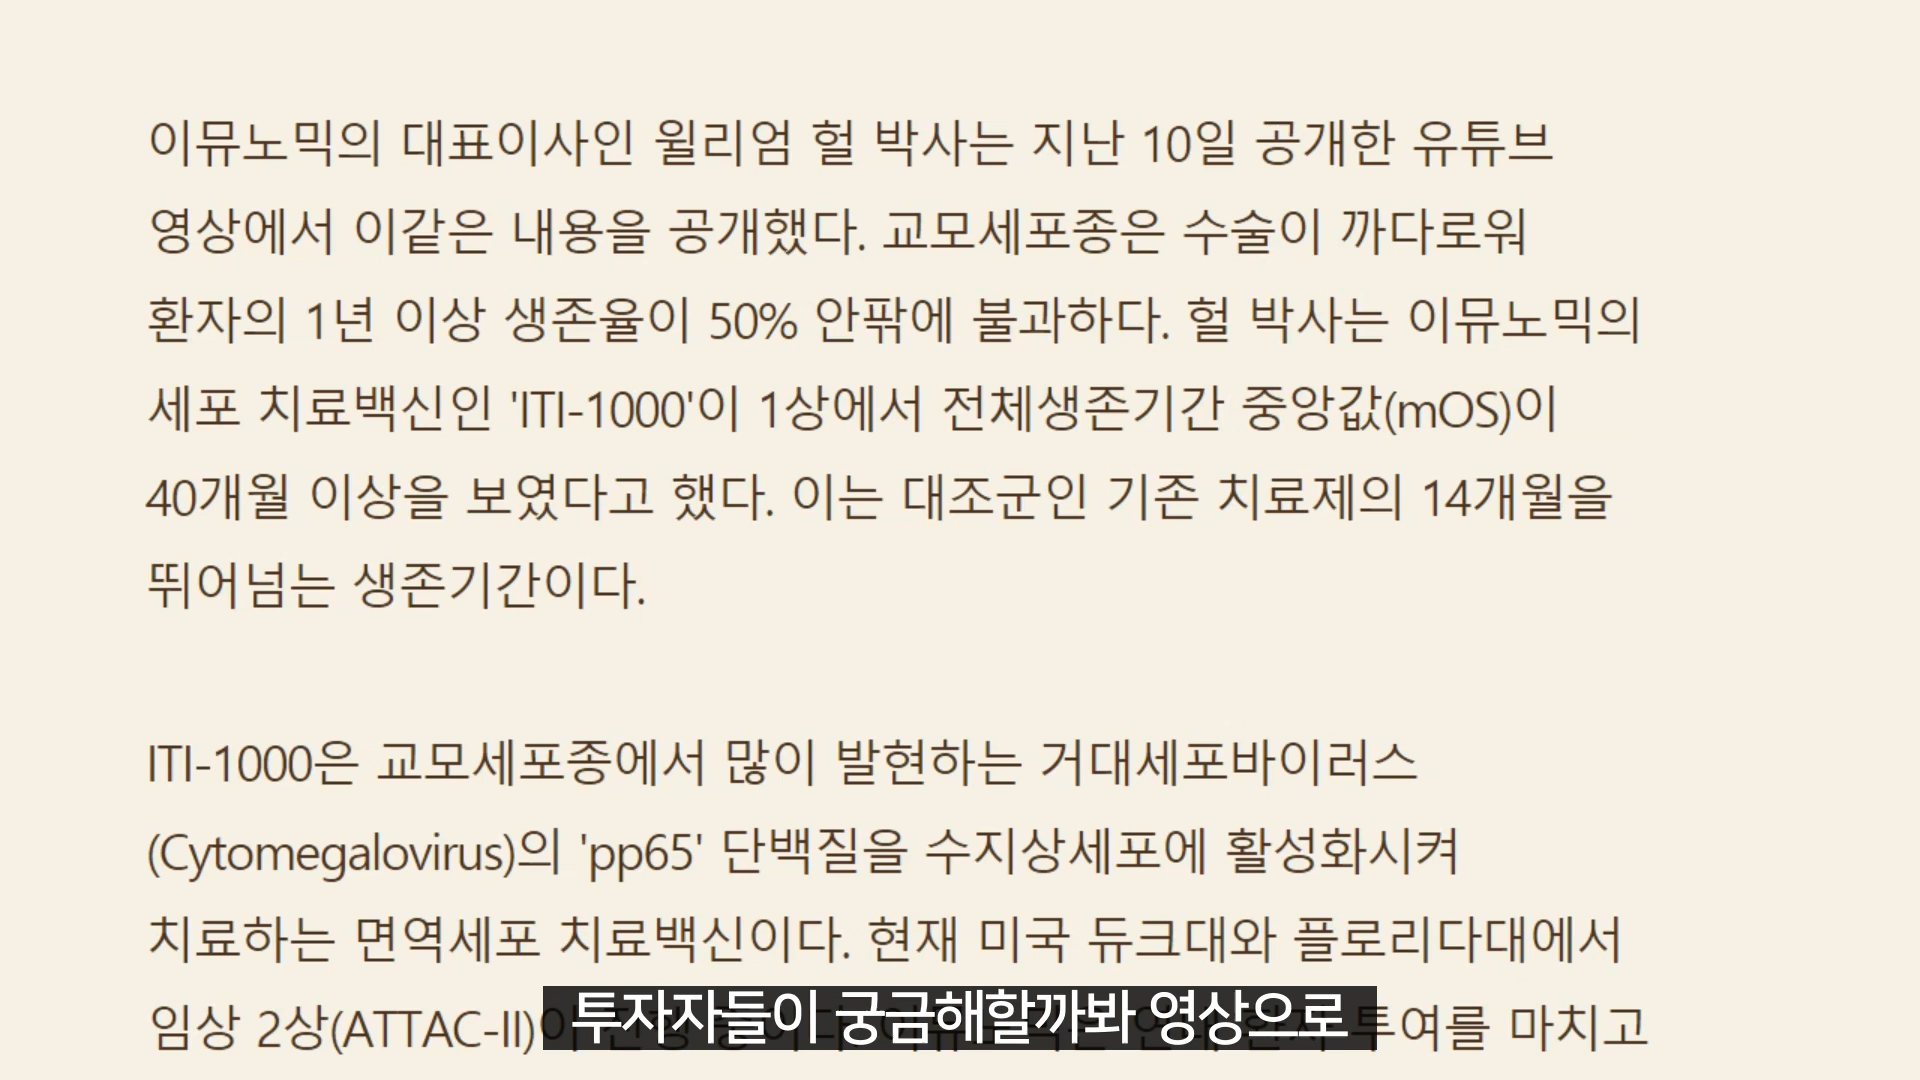 이뮤노믹의 대표이사인 윌리엄 헐 박사는 지난 10일 공개한 유튜브
영상에서 이같은 내용을 공개했다. 교모세포종은 수술이 까다로워
환자의 1년 이상 생존율이 50% 안팎에 불과하다. 헐 박사는 이뮤노믹의
세포 치료백신인 'ITI-1000'이 1상에서 전체생존기간 중앙값(mOS)이
40개월 이상을 보였다고 했다. 이는 대조군인 기존 치료제의 14개월을
뛰어넘는 생존기간이다.
ITI-1000은 교모세포종에서 많이 발현하는 거대세포바이러스
(Cytomegalovirus)의 'pp65' 단백질을 수지상세포에 활성화시켜
치료하는 면역세포 치료백신이다. 현재 미국 듀크대와 플로리다대에서
임상 2상(ATTAC-II)이 투여를 마치고
투자자들이 궁금해할까봐 영상으로